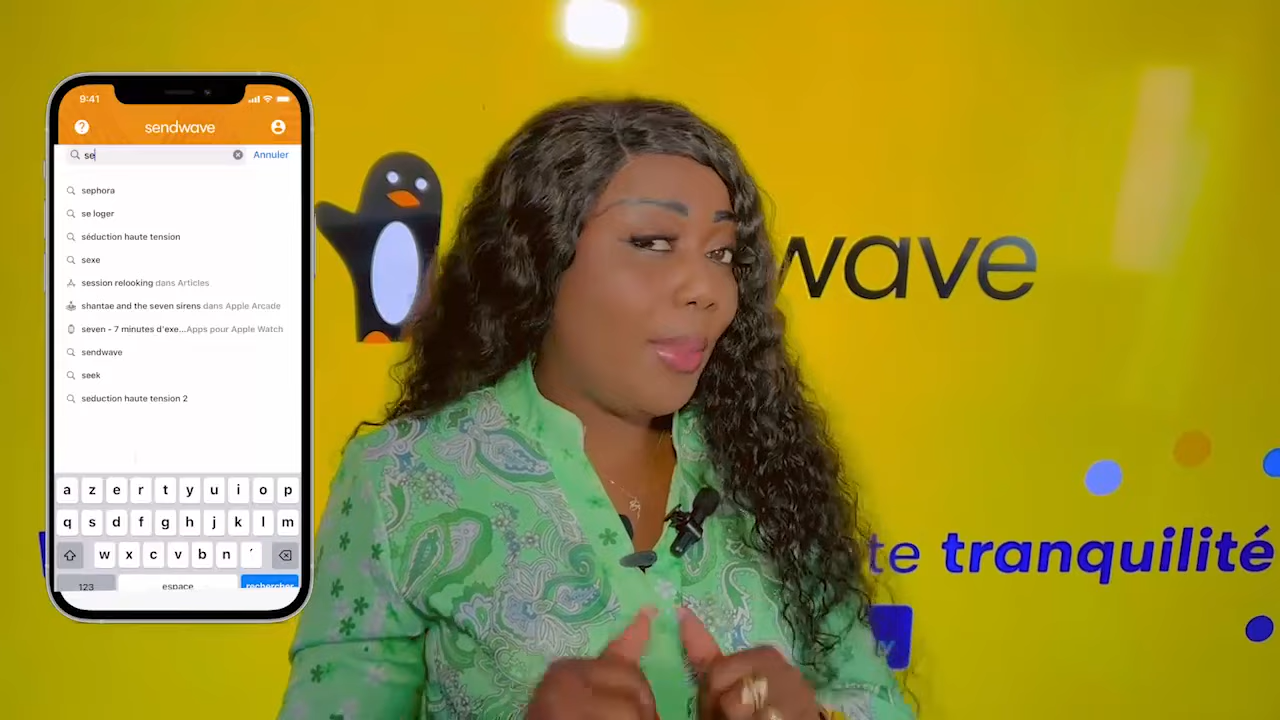 9:41
sendwave
se
Annuler
sephora
se loger
séduction haute tension
sexe
session relooking dans Articles
shantae and the seven sirens dans Apple Arcade
seven - 7 minutes d'exe...Apps pour Apple Watch
sendwave
seek
seduction haute tension 2
a z e r t y u i o p
q s d f g h j k l m
w x c v b n ´
123 espace rechercher
wave
te tranquilité